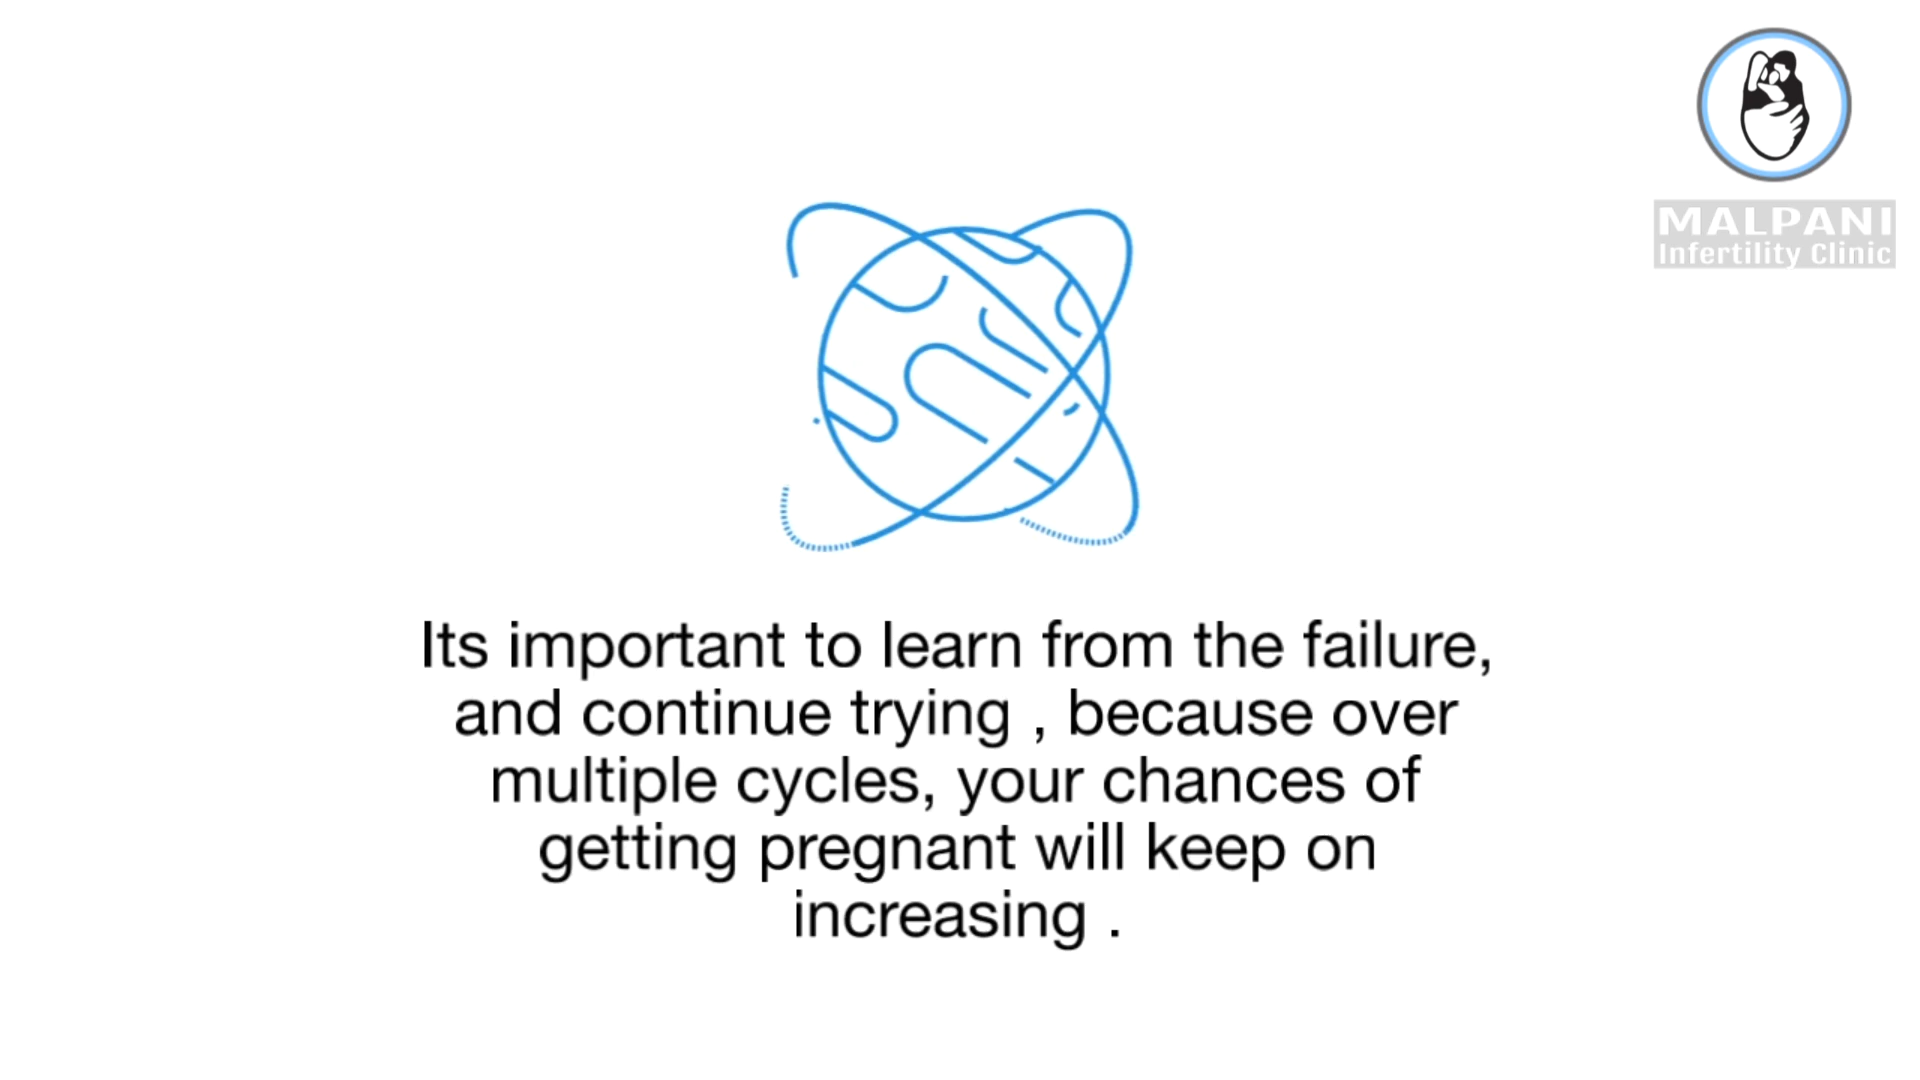 MALPANI
Infertility Clinic
Its important to learn from the failure,
and continue trying , because over
multiple cycles, your chances of
getting pregnant will keep on
increasing .